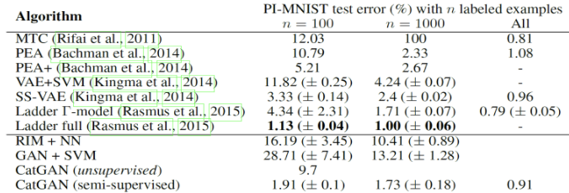 Algorithm PI-MNIST test error (%) with n labeled examples
n = 100 n = 1000 All
MTC (Rifai et al., 2011) 12.03 100 0.81
PEA (Bachman et al., 2014) 10.79 2.33 1.08
PEA+ (Bachman et al., 2014) 5.21 2.67 -
VAE+SVM (Kingma et al., 2014) 11.82 (± 0.25) 4.24 (± 0.07) -
SS-VAE (Kingma et al., 2014) 3.33 (± 0.14) 2.4 (± 0.02) 0.96
Ladder Γ-model (Rasmus et al., 2015) 4.34 (± 2.31) 1.71 (± 0.07) 0.79 (± 0.05)
Ladder full (Rasmus et al., 2015) 1.13 (± 0.04) 1.00 (± 0.06) -
RIM + NN 16.19 (± 3.45) 10.41 (± 0.89) -
GAN + SVM 28.71 (± 7.41) 13.21 (± 1.28) -
CatGAN (unsupervised) 9.7
CatGAN (semi-supervised) 1.91 (± 0.1) 1.73 (± 0.18) 0.91